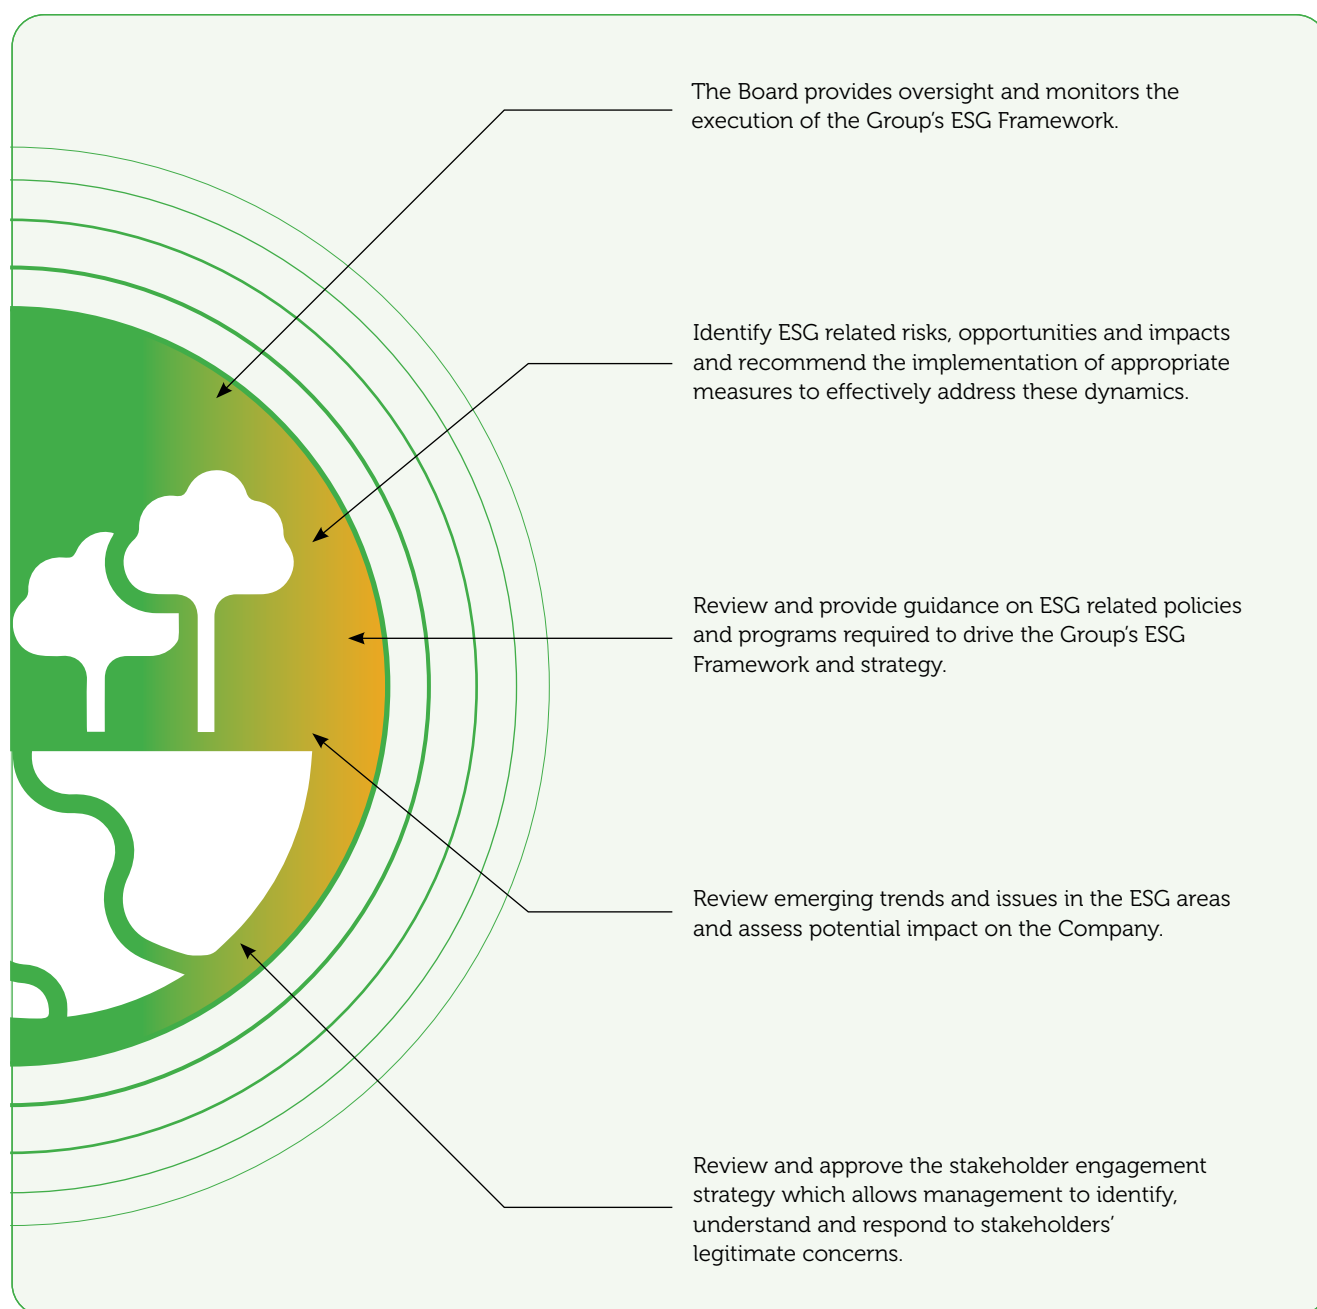 The Board provides oversight and monitors the
execution of the Group’s ESG Framework.
Identify ESG related risks, opportunities and impacts
and recommend the implementation of appropriate
measures to effectively address these dynamics.
Review and provide guidance on ESG related policies
and programs required to drive the Group’s ESG
Framework and strategy.
Review emerging trends and issues in the ESG areas
and assess potential impact on the Company.
Review and approve the stakeholder engagement
strategy which allows management to identify,
understand and respond to stakeholders’
legitimate concerns.